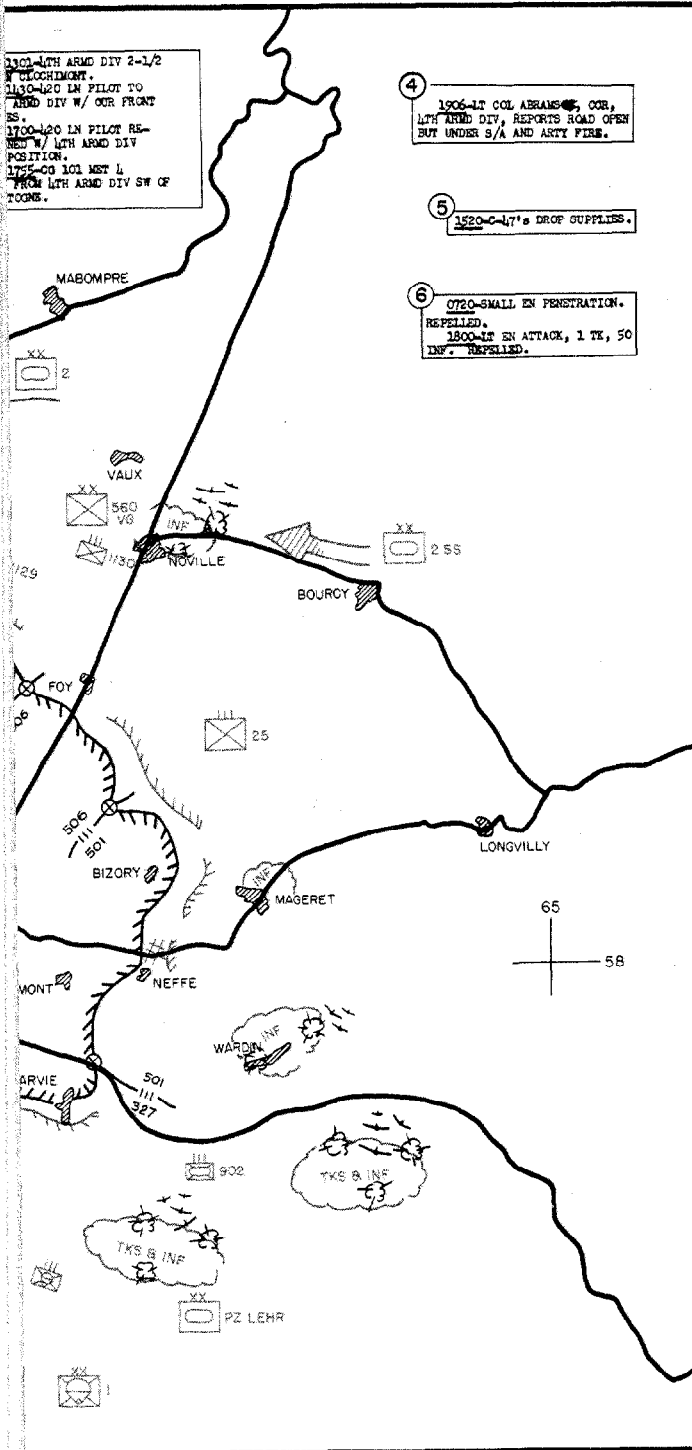 1301-4TH ARMD DIV 2-1/2
CLOCHIMONT.
1430-420 LN PILOT TO
ARMD DIV W/ OUR FRONT
ES.
1700-420 LN PILOT RE-
NED W/ 4TH ARMD DIV
POSITION.
1755-CG 101 MET 4
FROM 4TH ARMD DIV SW OF
TOGNE.
4
1906-LT COL ABRAMS, CCR,
4TH ARMD DIV, REPORTS ROAD OPEN
BUT UNDER S/A AND ARTY FIRE.
5
1520-C-47's DROP SUPPLIES.
6
0720-SMALL EN PENETRATION.
REPELLED.
1800-LT EN ATTACK, 1 TK, 50
INF. REPELLED.
MABOMPRE
XX
2
VAUX
XX
560
VG
INF
1130
NOVILLE
XX
2 SS
BOURCY
1129
FOY
06
III
25
506
III
501
BIZORY
LONGVILLY
INF
MAGERET
65
58
MONT
NEFFE
INF
WARDIN
ARVIE
501
III
327
III
902
TKS & INF
TKS & INF
III
XX
PZ LEHR
XX
1